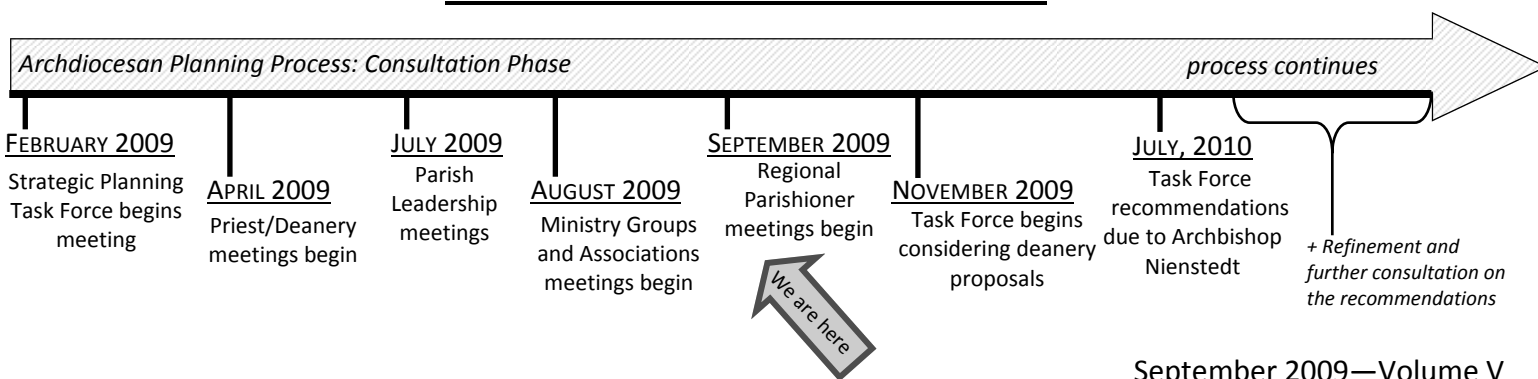 Archdiocesan Planning Process: Consultation Phase
process continues
FEBRUARY 2009
Strategic Planning
Task Force begins
meeting
APRIL 2009
Priest/Deanery
meetings begin
JULY 2009
Parish
Leadership
meetings
AUGUST 2009
Ministry Groups
and Associations
meetings begin
SEPTEMBER 2009
Regional
Parishioner
meetings begin
We are here
NOVEMBER 2009
Task Force begins
considering deanery
proposals
JULY, 2010
Task Force
recommendations
due to Archbishop
Nienstedt
+ Refinement and
further consultation on
the recommendations
September 2009—Volume V